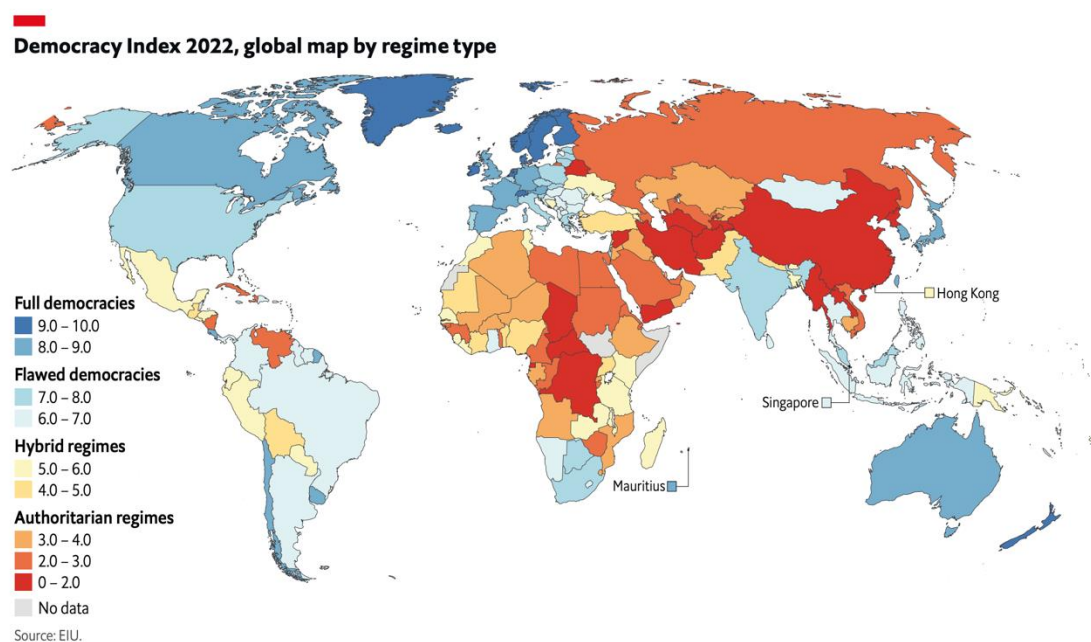 Democracy Index 2022, global map by regime type
Full democracies
9.0 – 10.0
8.0 – 9.0
Flawed democracies
7.0 – 8.0
6.0 – 7.0
Hybrid regimes
5.0 – 6.0
4.0 – 5.0
Authoritarian regimes
3.0 – 4.0
2.0 – 3.0
0 – 2.0
No data
Hong Kong
Singapore
Mauritius
Source: EIU.